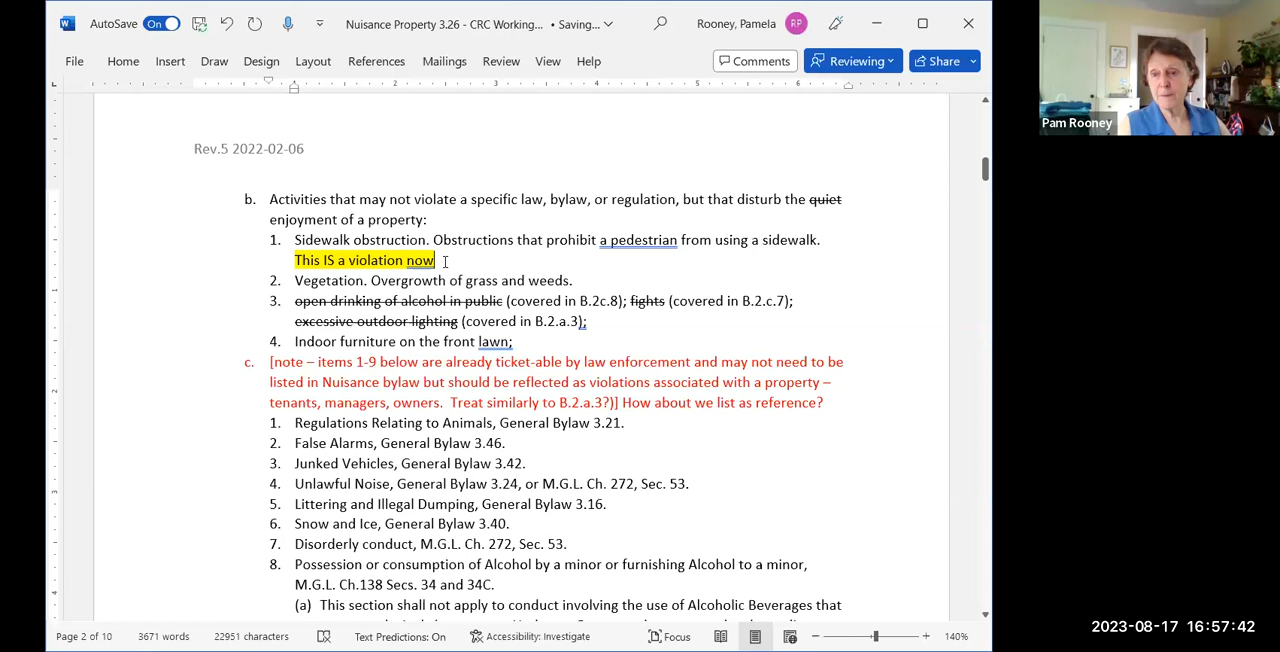 AutoSave On Nuisance Property 3.26 - CRC Working... • Saving... Rooney, Pamela RP
File Home Insert Draw Design Layout References Mailings Review View Help Comments Reviewing Share
2 3 4 5 6
Rev.5 2022-02-06
b. Activities that may not violate a specific law, bylaw, or regulation, but that disturb the quiet
enjoyment of a property:
1. Sidewalk obstruction. Obstructions that prohibit a pedestrian from using a sidewalk.
This IS a violation now
2. Vegetation. Overgrowth of grass and weeds.
3. open drinking of alcohol in public (covered in B.2c.8); fights (covered in B.2.c.7);
excessive outdoor lighting (covered in B.2.a.3);
4. Indoor furniture on the front lawn;
c. [note – items 1-9 below are already ticket-able by law enforcement and may not need to be
listed in Nuisance bylaw but should be reflected as violations associated with a property –
tenants, managers, owners. Treat similarly to B.2.a.3?)] How about we list as reference?
1. Regulations Relating to Animals, General Bylaw 3.21.
2. False Alarms, General Bylaw 3.46.
3. Junked Vehicles, General Bylaw 3.42.
4. Unlawful Noise, General Bylaw 3.24, or M.G.L. Ch. 272, Sec. 53.
5. Littering and Illegal Dumping, General Bylaw 3.16.
6. Snow and Ice, General Bylaw 3.40.
7. Disorderly conduct, M.G.L. Ch. 272, Sec. 53.
8. Possession or consumption of Alcohol by a minor or furnishing Alcohol to a minor,
M.G.L. Ch.138 Secs. 34 and 34C.
(a) This section shall not apply to conduct involving the use of Alcoholic Beverages that
Page 2 of 10 3671 words 22951 characters Text Predictions: On Accessibility: Investigate Focus 140%
Pam Rooney
2023-08-17 16:57:42